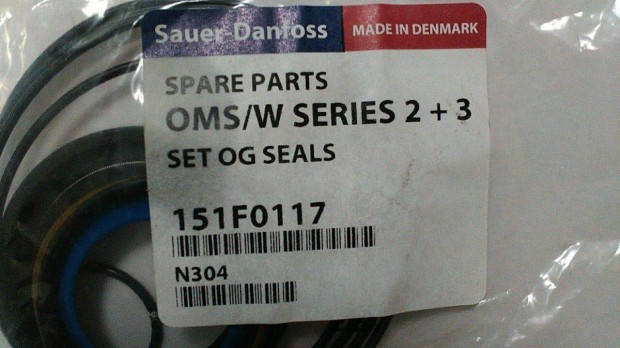 Sauer-Danfoss MADE IN DENMARK
SPARE PARTS
OMS/W SERIES 2 + 3
SET OG SEALS
151F0117
N304